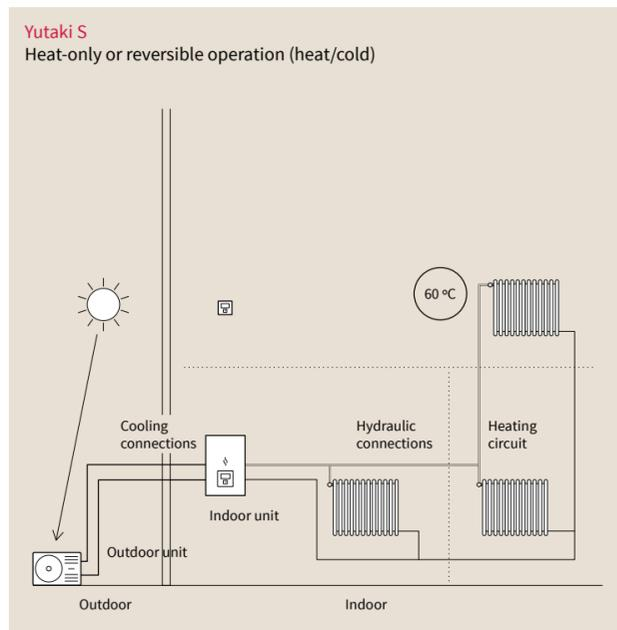 Yutaki S
Heat-only or reversible operation (heat/cold)
60 ºC
Cooling
connections
Hydraulic
connections
Heating
circuit
Indoor unit
Outdoor unit
Outdoor
Indoor